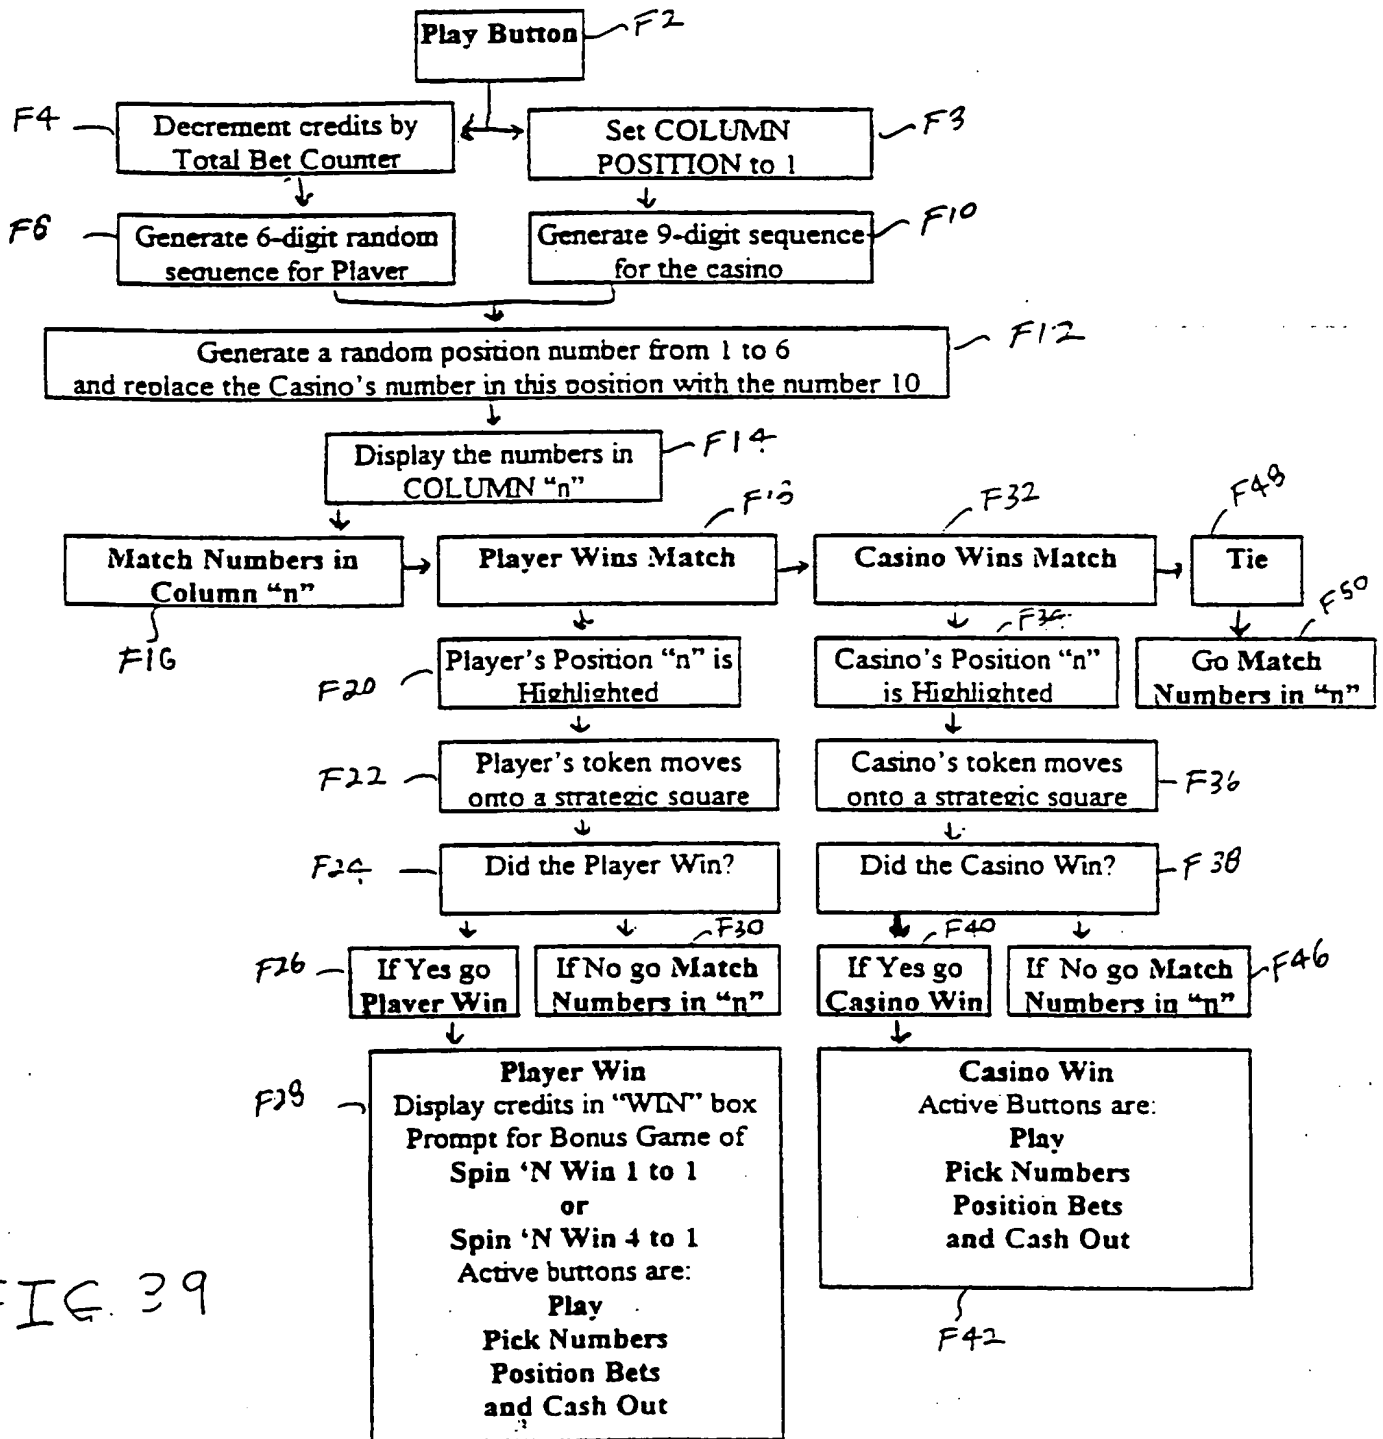 Play Button
F2
F4
Decrement credits by
Total Bet Counter
Set COLUMN
POSITION to 1
F3
F8
Generate 6-digit random
sequence for Player
Generate 9-digit sequence
for the casino
F10
Generate a random position number from 1 to 6
and replace the Casino's number in this position with the number 10
F12
Display the numbers in
COLUMN "n"
F14
Match Numbers in
Column "n"
F16
Player Wins Match
F18
Casino Wins Match
F32
Tie
F48
F20
Player's Position "n" is
Highlighted
Casino's Position "n"
is Highlighted
F34
Go Match
Numbers in "n"
F50
F22
Player's token moves
onto a strategic square
Casino's token moves
onto a strategic square
F36
F24
Did the Player Win?
Did the Casino Win?
F38
F26
If Yes go
Player Win
If No go Match
Numbers in "n"
F30
If Yes go
Casino Win
F40
If No go Match
Numbers in "n"
F46
F28
Player Win
Display credits in "WIN" box
Prompt for Bonus Game of
Spin 'N Win 1 to 1
or
Spin 'N Win 4 to 1
Active buttons are:
Play
Pick Numbers
Position Bets
and Cash Out
Casino Win
Active Buttons are:
Play
Pick Numbers
Position Bets
and Cash Out
F42
FIG. 39